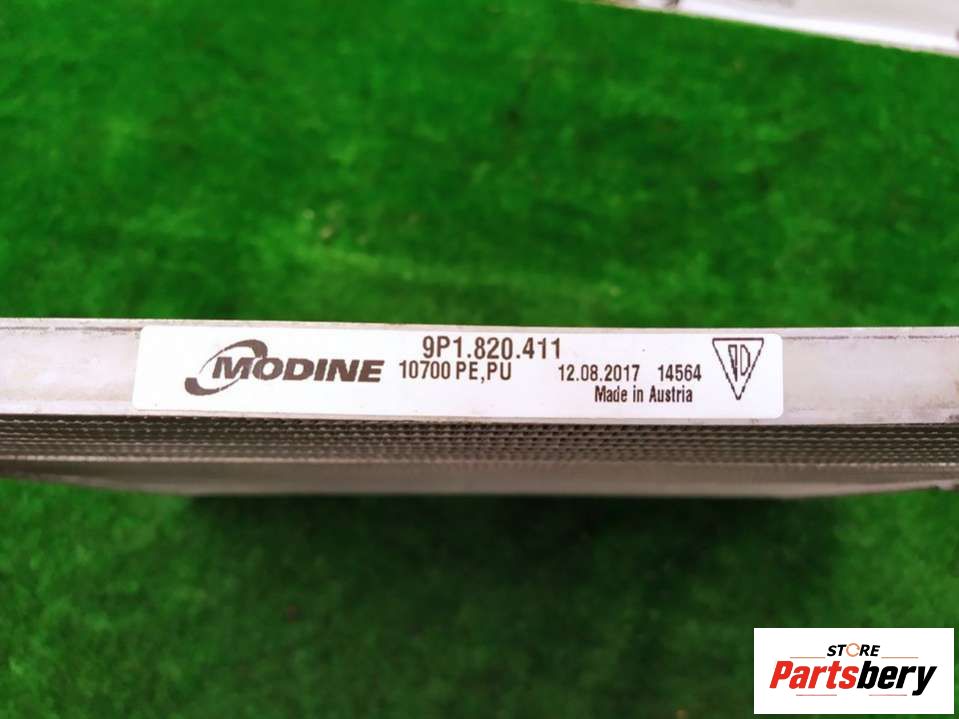 MODINE
9P1.820.411
10700 PE,PU 12.08.2017 14564
Made in Austria
STORE
Partsbery